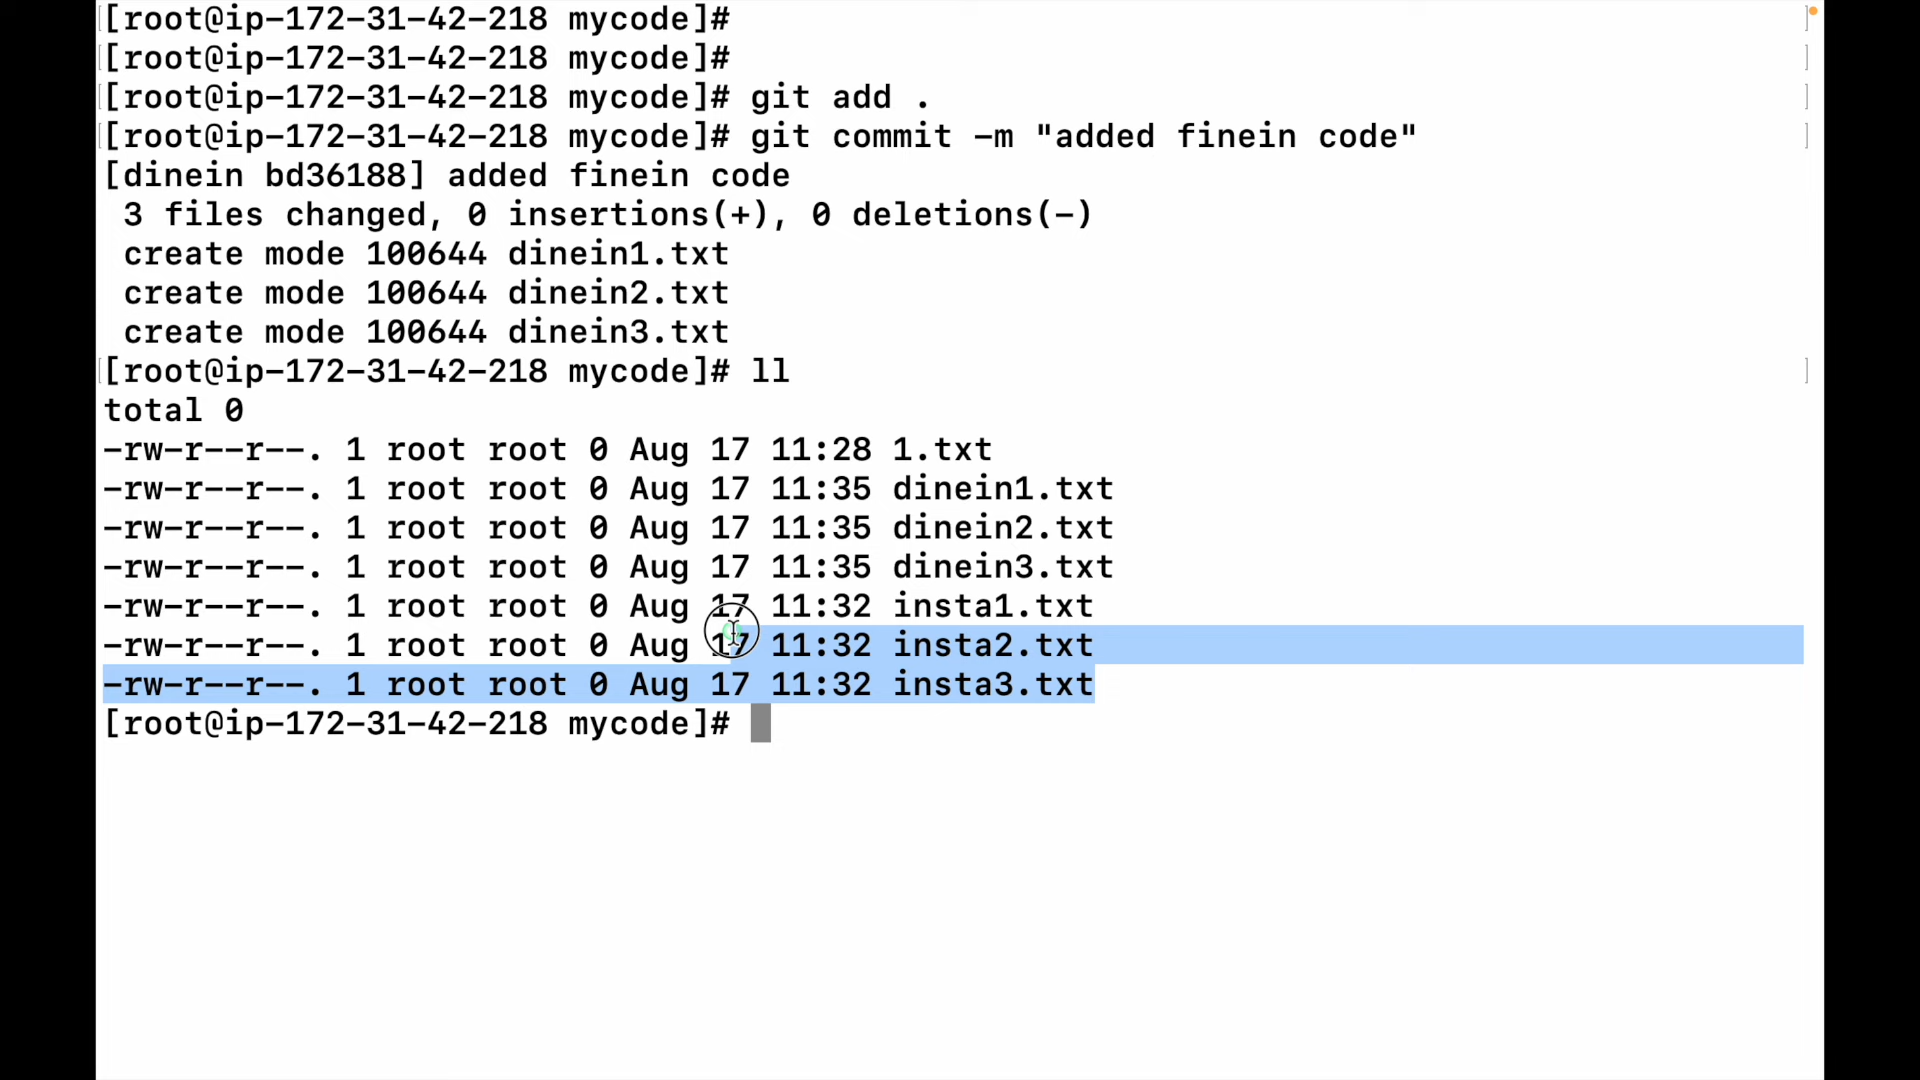 [root@ip-172-31-42-218 mycode]#
[root@ip-172-31-42-218 mycode]#
[root@ip-172-31-42-218 mycode]# git add .
[root@ip-172-31-42-218 mycode]# git commit -m "added finein code"
[dinein bd36188] added finein code
 3 files changed, 0 insertions(+), 0 deletions(-)
 create mode 100644 dinein1.txt
 create mode 100644 dinein2.txt
 create mode 100644 dinein3.txt
[root@ip-172-31-42-218 mycode]# ll
total 0
-rw-r--r--. 1 root root 0 Aug 17 11:28 1.txt
-rw-r--r--. 1 root root 0 Aug 17 11:35 dinein1.txt
-rw-r--r--. 1 root root 0 Aug 17 11:35 dinein2.txt
-rw-r--r--. 1 root root 0 Aug 17 11:35 dinein3.txt
-rw-r--r--. 1 root root 0 Aug 17 11:32 insta1.txt
-rw-r--r--. 1 root root 0 Aug 17 11:32 insta2.txt
-rw-r--r--. 1 root root 0 Aug 17 11:32 insta3.txt
[root@ip-172-31-42-218 mycode]#